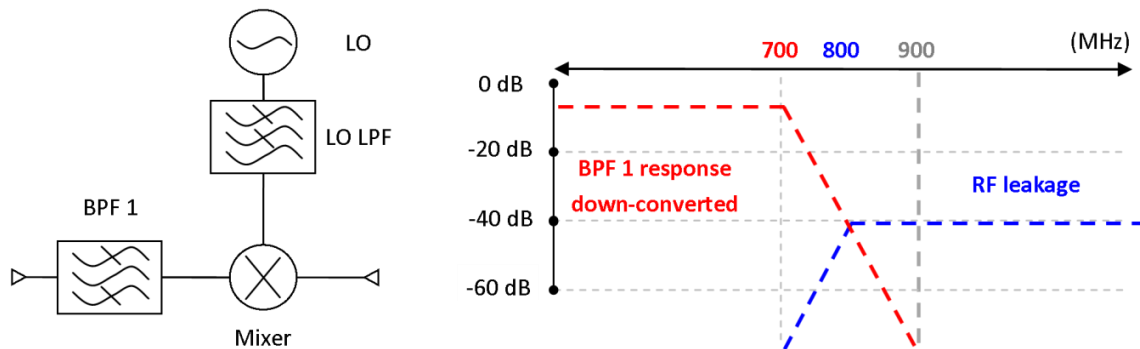 LO
LO LPF
BPF 1
Mixer
700 800 900 (MHz)
0 dB
-20 dB
BPF 1 response
down-converted
RF leakage
-40 dB
-60 dB